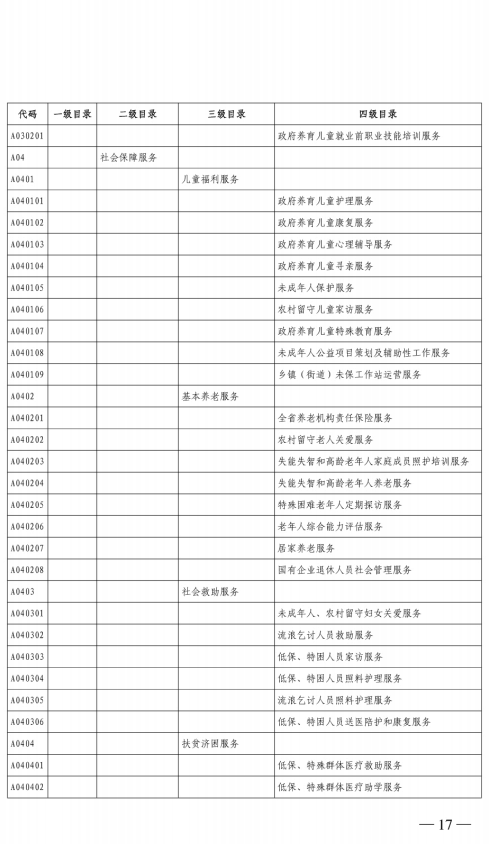 代码 一级目录 二级目录 三级目录 四级目录
A030201 政府养育儿童就业前职业技能培训服务
A04 社会保障服务
A0401 儿童福利服务
A040101 政府养育儿童护理服务
A040102 政府养育儿童康复服务
A040103 政府养育儿童心理辅导服务
A040104 政府养育儿童寻亲服务
A040105 未成年人保护服务
A040106 农村留守儿童家访服务
A040107 政府养育儿童特殊教育服务
A040108 未成年人公益项目策划及辅助性工作服务
A040109 乡镇（街道）未保工作站运营服务
A0402 基本养老服务
A040201 全省养老机构责任保险服务
A040202 农村留守老人关爱服务
A040203 失能失智和高龄老年人家庭成员照护培训服务
A040204 失能失智和高龄老年人养老服务
A040205 特殊困难老年人定期探访服务
A040206 老年人综合能力评估服务
A040207 居家养老服务
A040208 国有企业退休人员社会管理服务
A0403 社会救助服务
A040301 未成年人、农村留守妇女关爱服务
A040302 流浪乞讨人员救助服务
A040303 低保、特困人员家访服务
A040304 低保、特困人员照料护理服务
A040305 流浪乞讨人员照料护理服务
A040306 低保、特困人员送医陪护和康复服务
A0404 扶贫济困服务
A040401 低保、特殊群体医疗救助服务
A040402 低保、特殊群体医疗助学服务
— 17 —